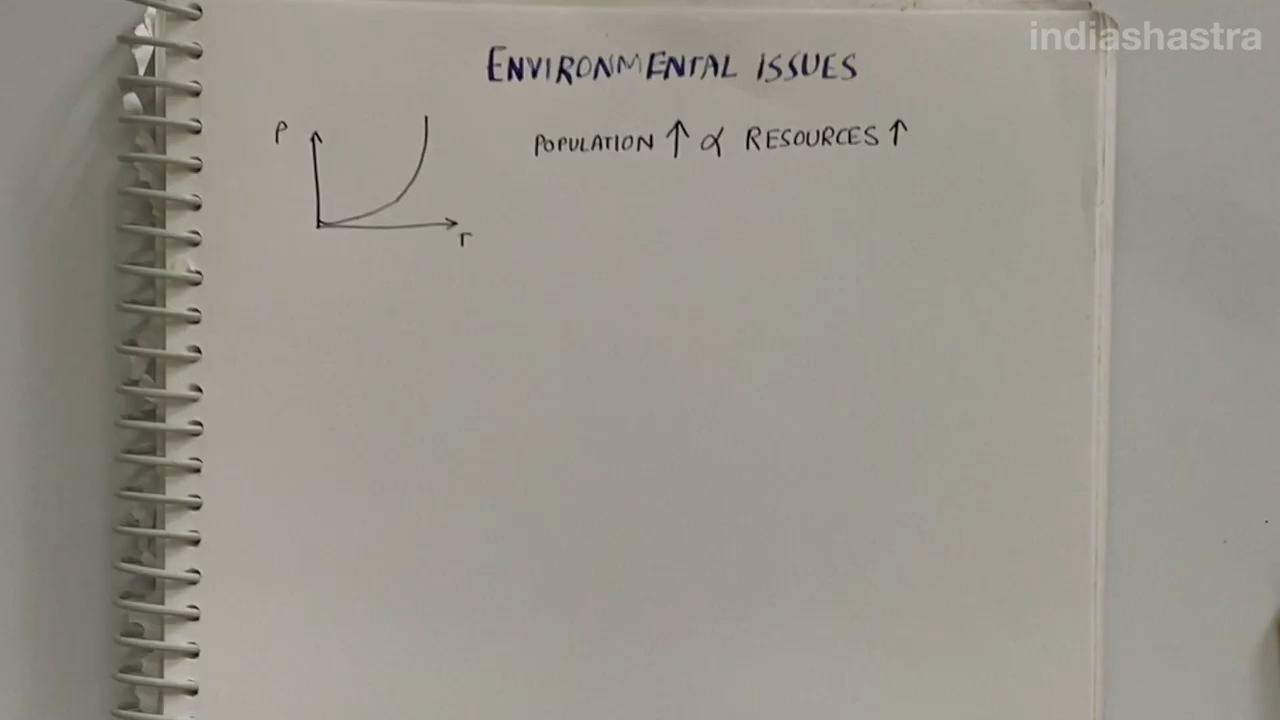 indiashastra
ENVIRONMENTAL ISSUES
P
POPULATION ↑ ∝ RESOURCES ↑
r